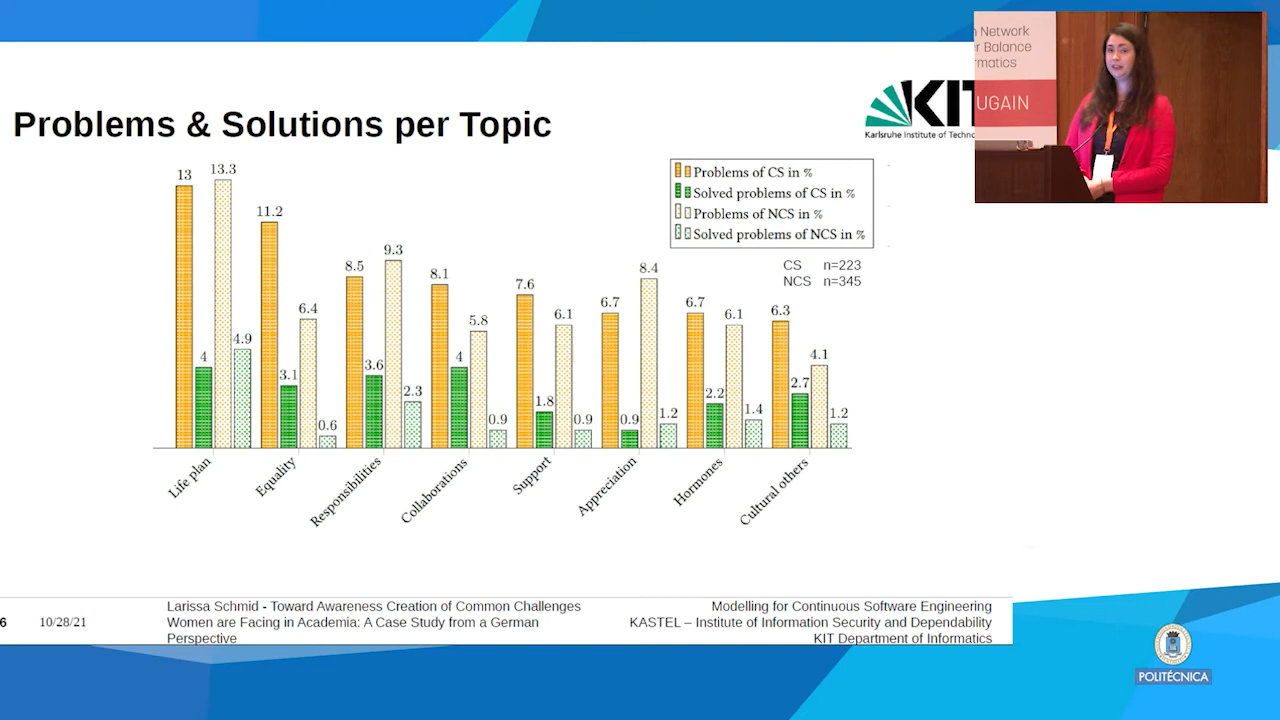 Problems & Solutions per Topic
KIT
Karlsruhe Institute of Techno
n Network
r Balance
rmatics
UGAIN
Problems of CS in %
Solved problems of CS in %
Problems of NCS in %
Solved problems of NCS in %
CS n=223
NCS n=345
13
4
13.3
4.9
11.2
3.1
6.4
0.6
8.5
3.6
9.3
2.3
8.1
4
5.8
0.9
7.6
1.8
6.1
0.9
6.7
0.9
8.4
1.2
6.7
2.2
6.1
1.4
6.3
2.7
4.1
1.2
Life plan
Equality
Responsibilities
Collaborations
Support
Appreciation
Hormones
Cultural others
6
10/28/21
Larissa Schmid - Toward Awareness Creation of Common Challenges
Women are Facing in Academia: A Case Study from a German
Perspective
Modelling for Continuous Software Engineering
KASTEL – Institute of Information Security and Dependability
KIT Department of Informatics
POLITÉCNICA